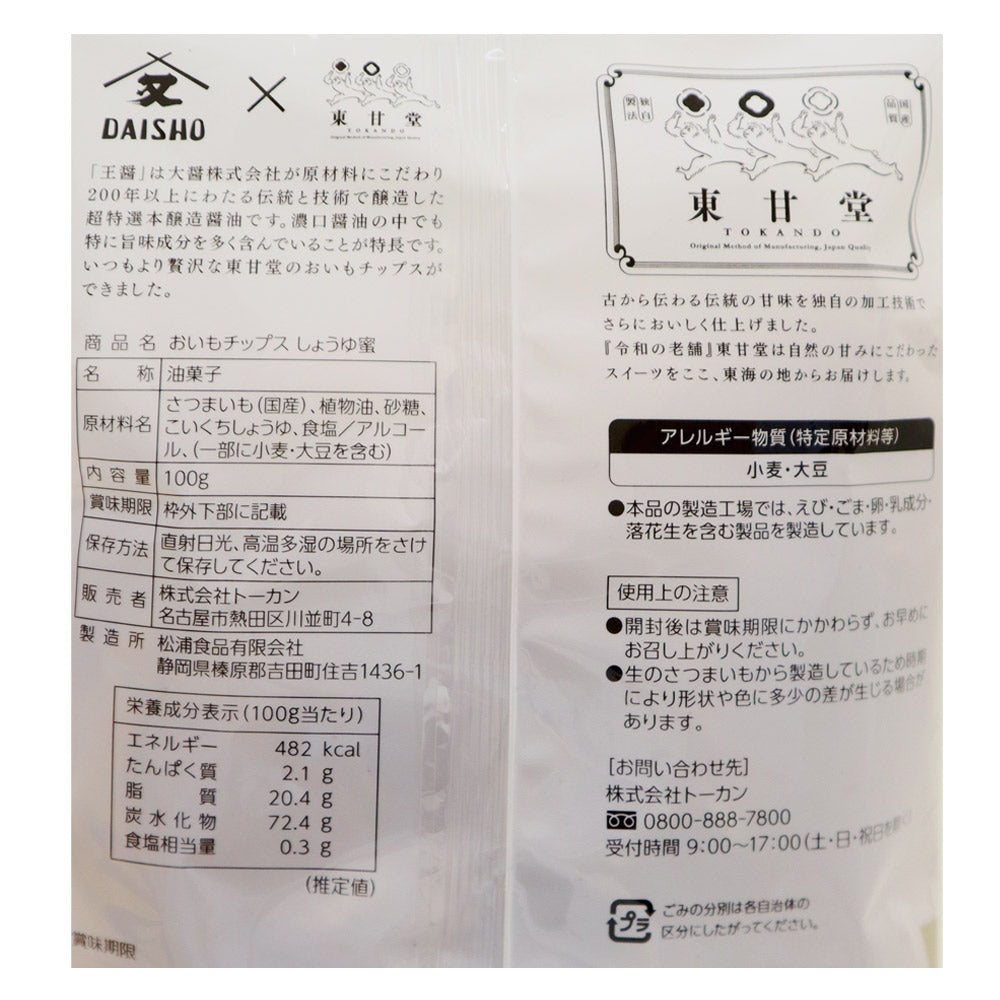 DAISHO
×
東甘堂
TOKANDO
Original Method of Manufacturing, Japan Quality
「王醤」は大醤株式会社が原材料にこだわり
200年以上にわたる伝統と技術で醸造した
超特選本醸造醤油です。濃口醤油の中でも
特に旨味成分を多く含んでいることが特長です。
いつもより贅沢な東甘堂のおいもチップスが
できました。
商品名 おいもチップス しょうゆ蜜
名称 油菓子
原材料名 さつまいも(国産)、植物油、砂糖、
こいくちしょうゆ、食塩/アルコー
ル、(一部に小麦・大豆を含む)
内容量 100g
賞味期限 枠外下部に記載
保存方法 直射日光、高温多湿の場所をさけ
て保存してください。
販売者 株式会社トーカン
名古屋市熱田区川並町4-8
製造所 松浦食品有限会社
静岡県榛原郡吉田町住吉1436-1
栄養成分表示(100g当たり)
エネルギー 482 kcal
たんぱく質 2.1 g
脂質 20.4 g
炭水化物 72.4 g
食塩相当量 0.3 g
(推定値)
賞味期限
独自製法
国産品質
東甘堂
TOKANDO
Original Method of Manufacturing, Japan Quality
古から伝わる伝統の甘味を独自の加工技術で
さらにおいしく仕上げました。
『令和の老舗』東甘堂は自然の甘みにこだわった
スイーツをここ、東海の地からお届けします。
アレルギー物質(特定原材料等)
小麦・大豆
●本品の製造工場では、えび・ごま・卵・乳成分・
落花生を含む製品を製造しています。
使用上の注意
●開封後は賞味期限にかかわらず、お早めに
お召し上がりください。
●生のさつまいもから製造しているため時期
により形状や色に多少の差が生じる場合が
あります。
[お問い合わせ先]
株式会社トーカン
0800-888-7800
受付時間 9:00〜17:00(土・日・祝日を除く)
プラ
ごみの分別は各自治体の
区分にしたがってください。